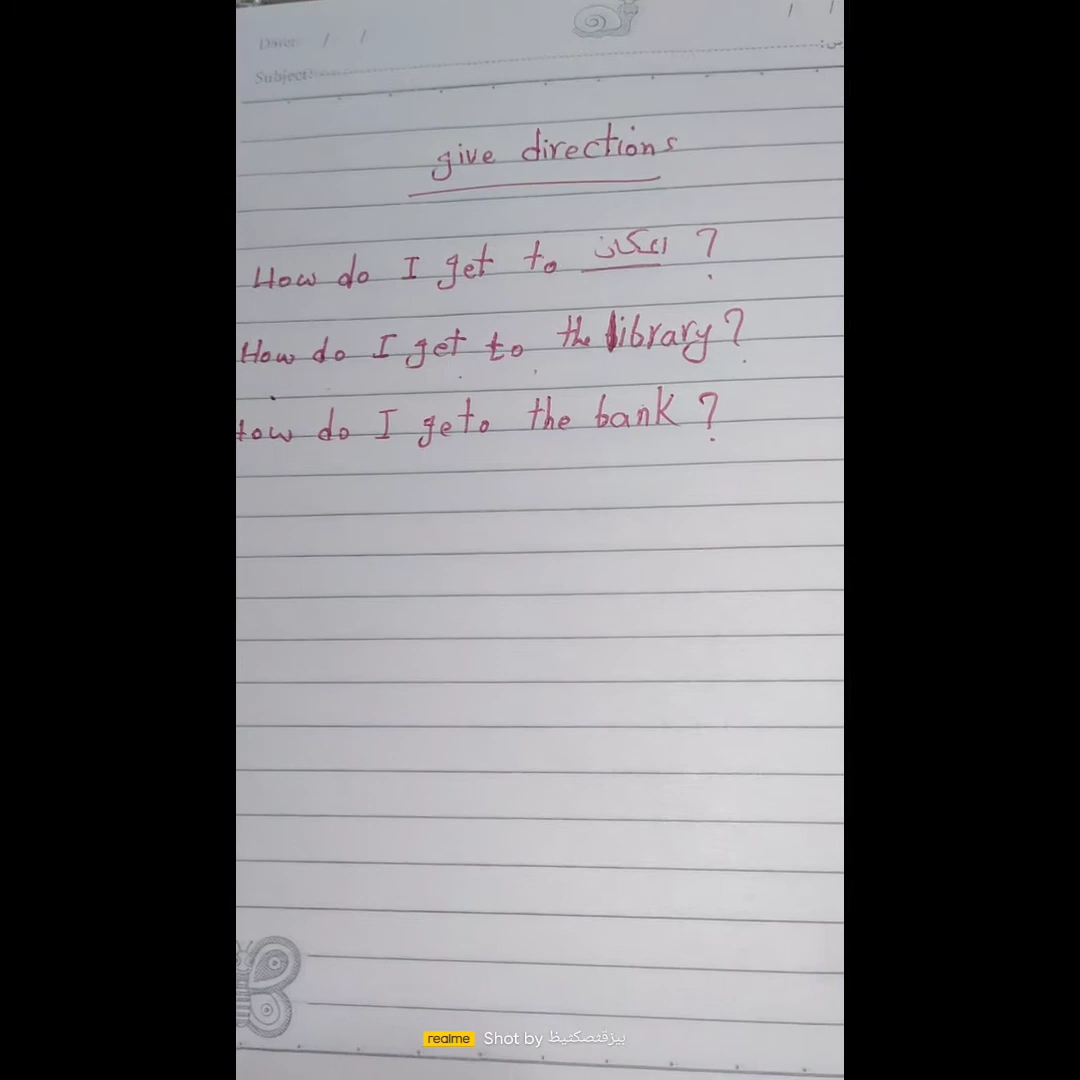 Date: / /
Subject:
give directions
How do I get to المكان ?
How do I get to the library?
How do I geto the bank ?
realme Shot by بيزقثصكثيظ